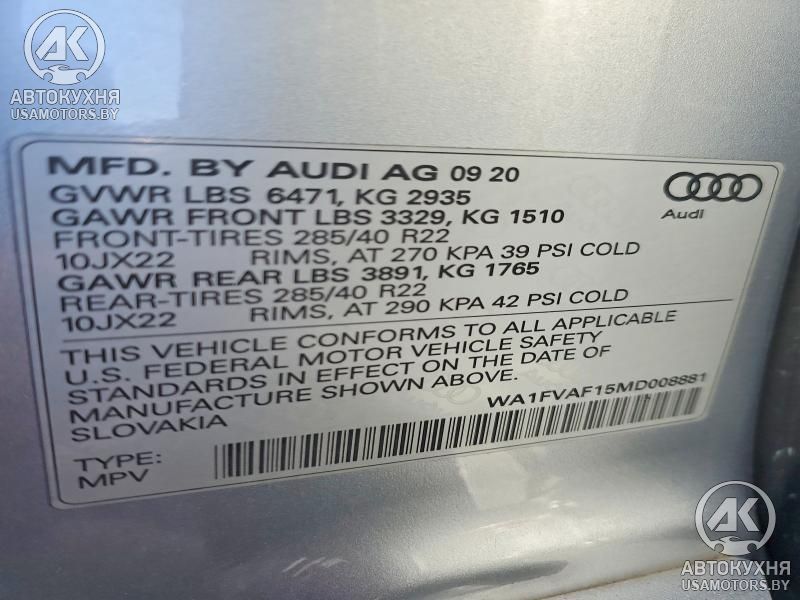 АК
АВТОКУХНЯ
USAMOTORS.BY
MFD. BY AUDI AG 09 20
GVWR LBS 6471, KG 2935
GAWR FRONT LBS 3329, KG 1510
FRONT-TIRES 285/40 R22
10JX22 RIMS, AT 270 KPA 39 PSI COLD
GAWR REAR LBS 3891, KG 1765
REAR-TIRES 285/40 R22
10JX22 RIMS, AT 290 KPA 42 PSI COLD
Audi
THIS VEHICLE CONFORMS TO ALL APPLICABLE
U.S. FEDERAL MOTOR VEHICLE SAFETY
STANDARDS IN EFFECT ON THE DATE OF
MANUFACTURE SHOWN ABOVE.
SLOVAKIA
WA1FVAF15MD008881
TYPE:
MPV
АК
АВТОКУХНЯ
USAMOTORS.BY